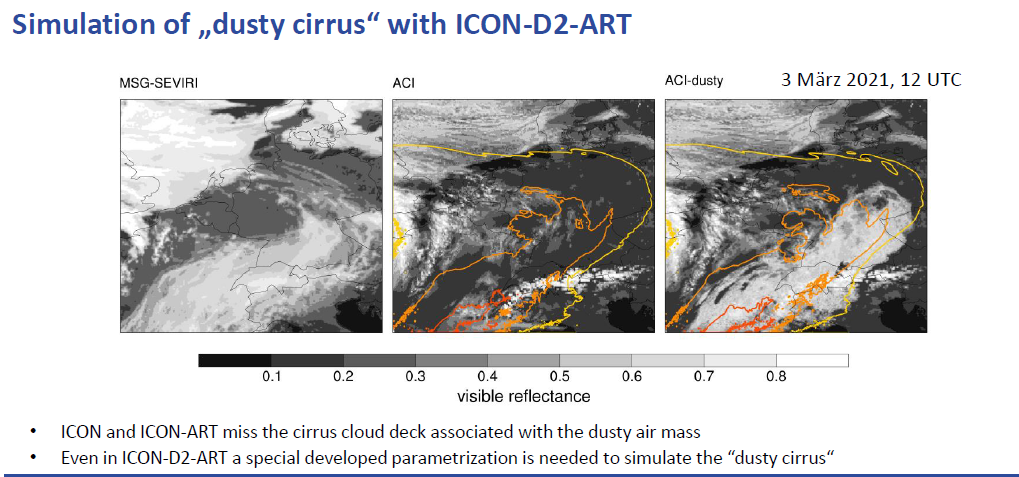 Simulation of „dusty cirrus“ with ICON-D2-ART
MSG-SEVIRI
ACI
ACI-dusty
3 März 2021, 12 UTC
0.1 0.2 0.3 0.4 0.5 0.6 0.7 0.8
visible reflectance
• ICON and ICON-ART miss the cirrus cloud deck associated with the dusty air mass
• Even in ICON-D2-ART a special developed parametrization is needed to simulate the “dusty cirrus“